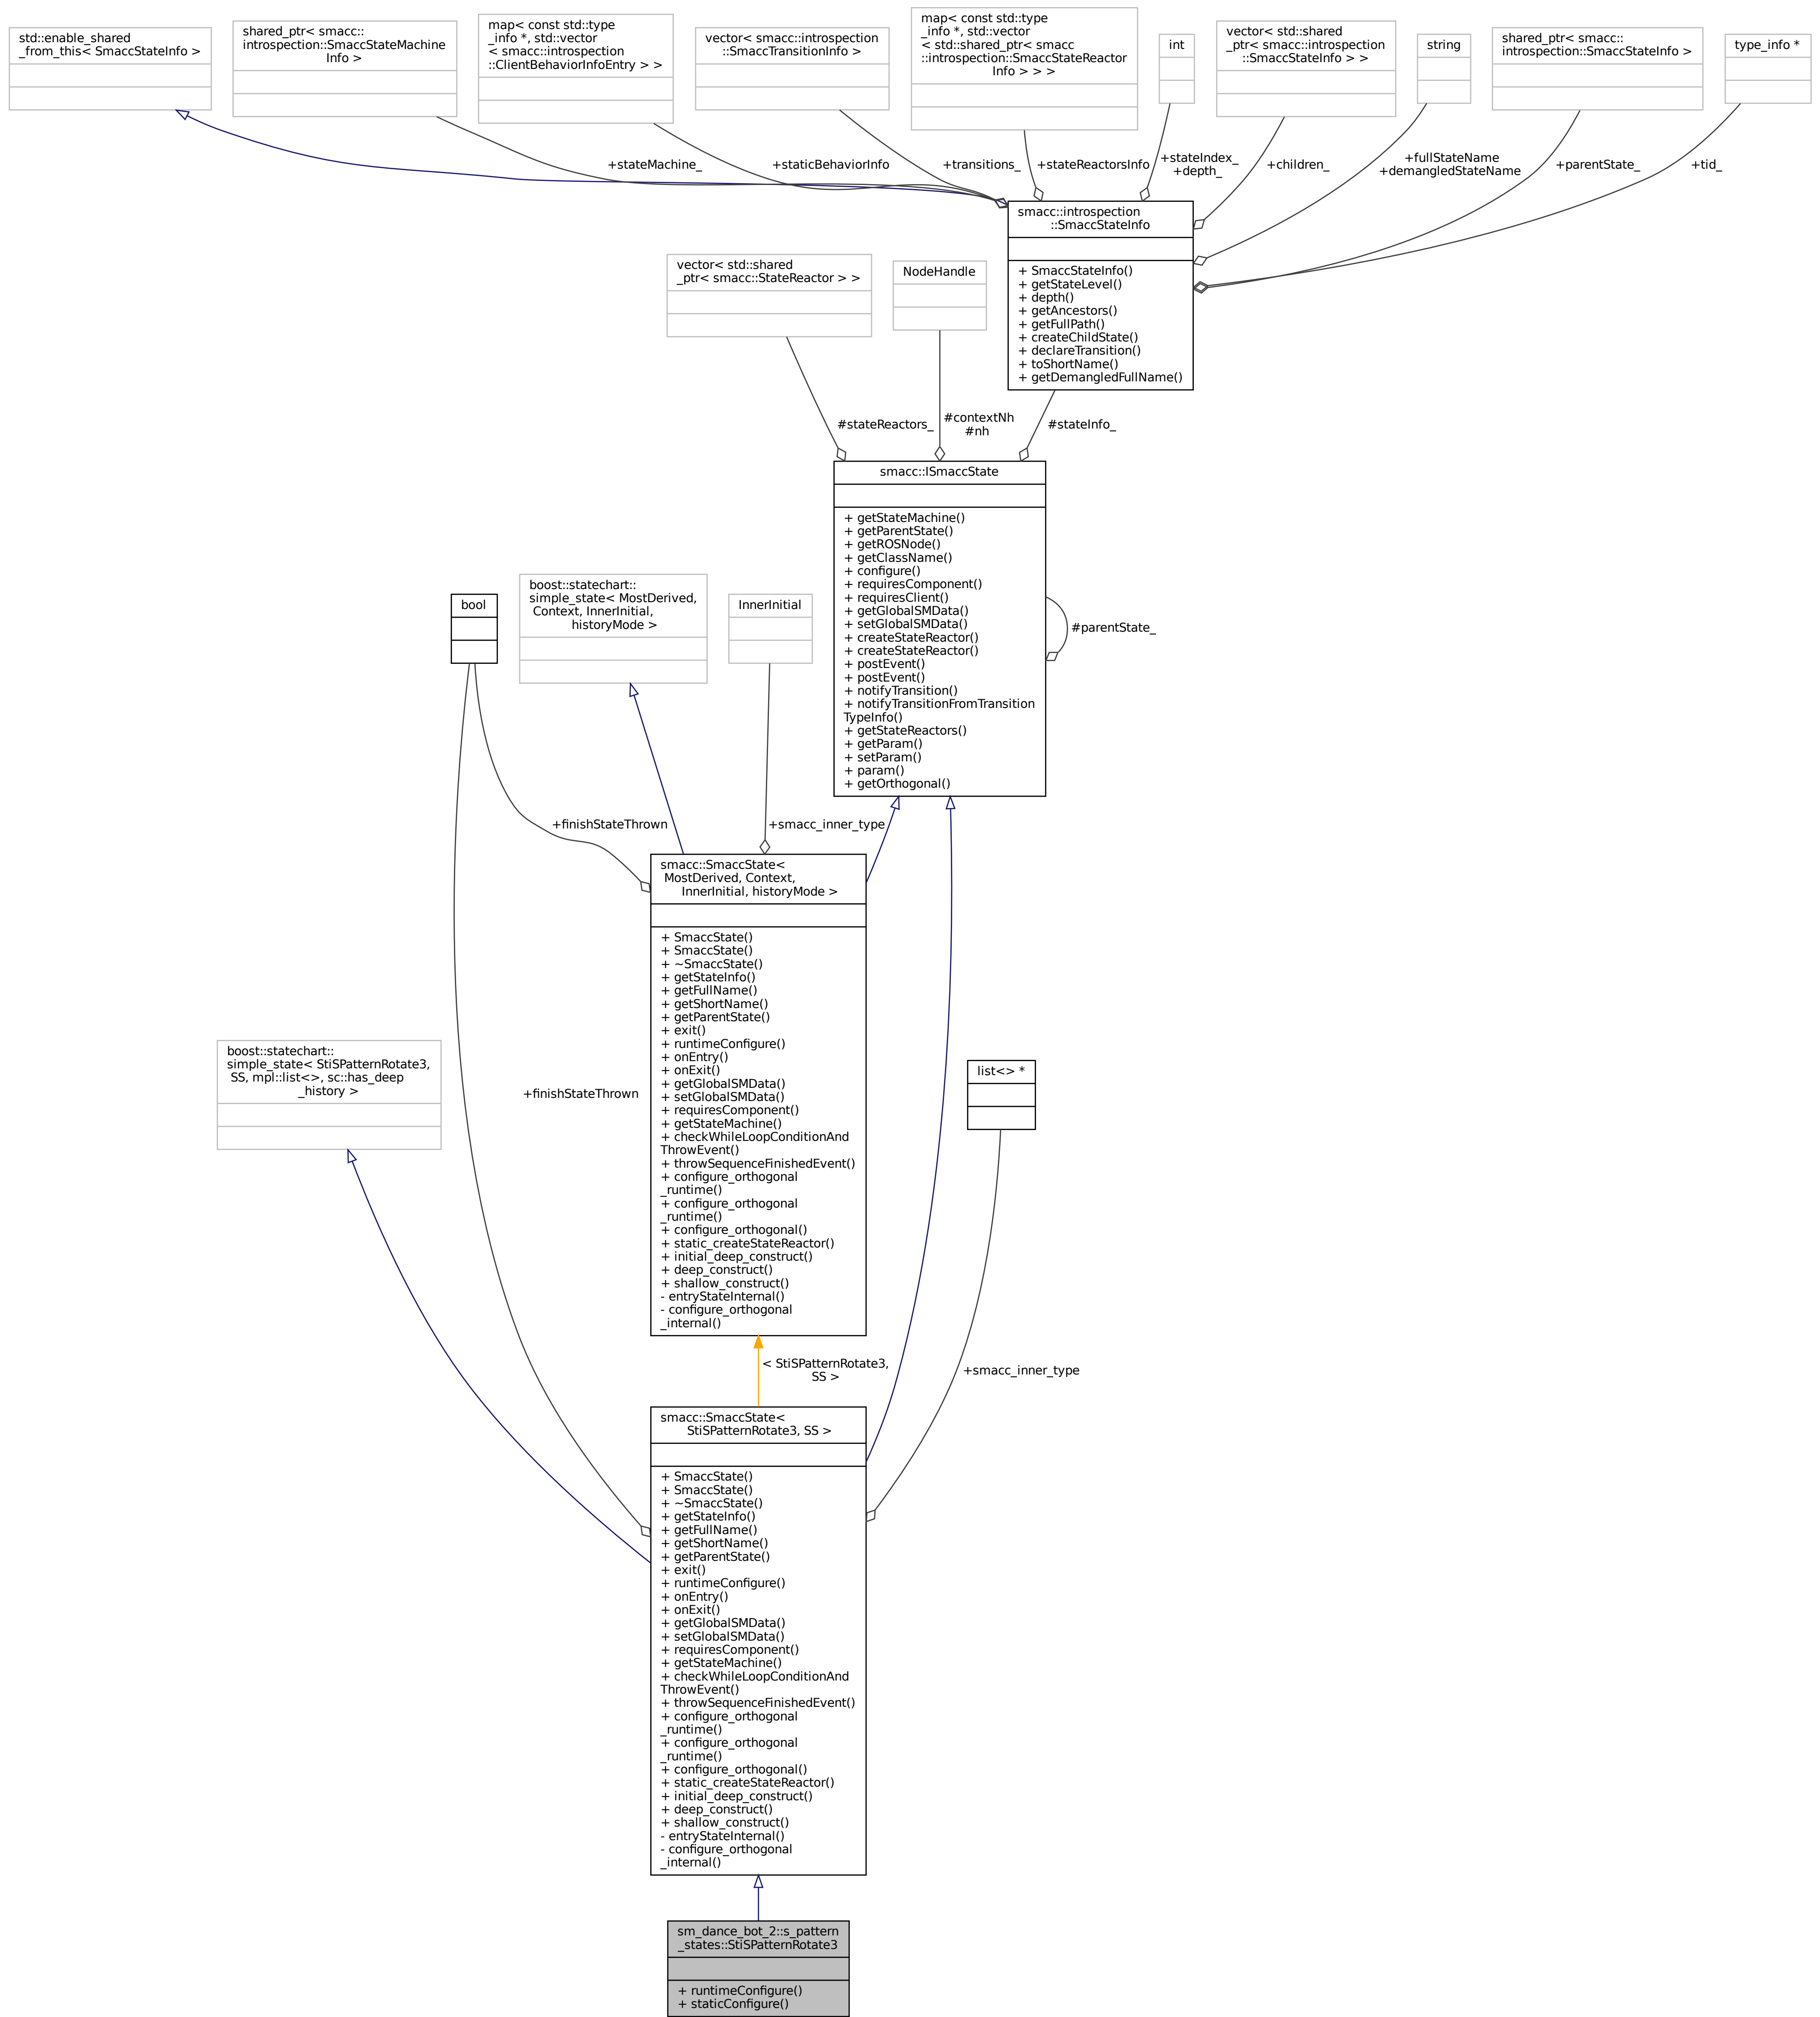 std::enable_shared
_from_this< SmaccStateInfo >
shared_ptr< smacc::
introspection::SmaccStateMachine
Info >
map< const std::type
_info *, std::vector
< smacc::introspection
::ClientBehaviorInfoEntry > >
vector< smacc::introspection
::SmaccTransitionInfo >
map< const std::type
_info *, std::vector
< std::shared_ptr< smacc
::introspection::SmaccStateReactor
Info > > >
int
vector< std::shared
_ptr< smacc::introspection
::SmaccStateInfo > >
string
shared_ptr< smacc::
introspection::SmaccStateInfo >
type_info *
+stateMachine_
+staticBehaviorInfo
+transitions_
+stateReactorsInfo
+stateIndex_
+depth_
+children_
+fullStateName
+demangledStateName
+parentState_
+tid_
smacc::introspection
::SmaccStateInfo
+ SmaccStateInfo()
+ getStateLevel()
+ depth()
+ getAncestors()
+ getFullPath()
+ createChildState()
+ declareTransition()
+ toShortName()
+ getDemangledFullName()
vector< std::shared
_ptr< smacc::StateReactor > >
NodeHandle
#stateReactors_
#contextNh
#nh
#stateInfo_
smacc::ISmaccState
+ getStateMachine()
+ getParentState()
+ getROSNode()
+ getClassName()
+ configure()
+ requiresComponent()
+ requiresClient()
+ getGlobalSMData()
+ setGlobalSMData()
+ createStateReactor()
+ createStateReactor()
+ postEvent()
+ postEvent()
+ notifyTransition()
+ notifyTransitionFromTransition
TypeInfo()
+ getStateReactors()
+ getParam()
+ setParam()
+ param()
+ getOrthogonal()
#parentState_
bool
boost::statechart::
simple_state< MostDerived,
Context, InnerInitial,
historyMode >
InnerInitial
+finishStateThrown
+smacc_inner_type
smacc::SmaccState<
MostDerived, Context,
InnerInitial, historyMode >
+ SmaccState()
+ SmaccState()
+ ~SmaccState()
+ getStateInfo()
+ getFullName()
+ getShortName()
+ getParentState()
+ exit()
+ runtimeConfigure()
+ onEntry()
+ onExit()
+ getGlobalSMData()
+ setGlobalSMData()
+ requiresComponent()
+ getStateMachine()
+ checkWhileLoopConditionAnd
ThrowEvent()
+ throwSequenceFinishedEvent()
+ configure_orthogonal
_runtime()
+ configure_orthogonal
_runtime()
+ configure_orthogonal()
+ static_createStateReactor()
+ initial_deep_construct()
+ deep_construct()
+ shallow_construct()
- entryStateInternal()
- configure_orthogonal
_internal()
boost::statechart::
simple_state< StiSPatternRotate3,
SS, mpl::list<>, sc::has_deep
_history >
+finishStateThrown
list<> *
< StiSPatternRotate3,
SS >
+smacc_inner_type
smacc::SmaccState<
StiSPatternRotate3, SS >
+ SmaccState()
+ SmaccState()
+ ~SmaccState()
+ getStateInfo()
+ getFullName()
+ getShortName()
+ getParentState()
+ exit()
+ runtimeConfigure()
+ onEntry()
+ onExit()
+ getGlobalSMData()
+ setGlobalSMData()
+ requiresComponent()
+ getStateMachine()
+ checkWhileLoopConditionAnd
ThrowEvent()
+ throwSequenceFinishedEvent()
+ configure_orthogonal
_runtime()
+ configure_orthogonal
_runtime()
+ configure_orthogonal()
+ static_createStateReactor()
+ initial_deep_construct()
+ deep_construct()
+ shallow_construct()
- entryStateInternal()
- configure_orthogonal
_internal()
sm_dance_bot_2::s_pattern
_states::StiSPatternRotate3
+ runtimeConfigure()
+ staticConfigure()